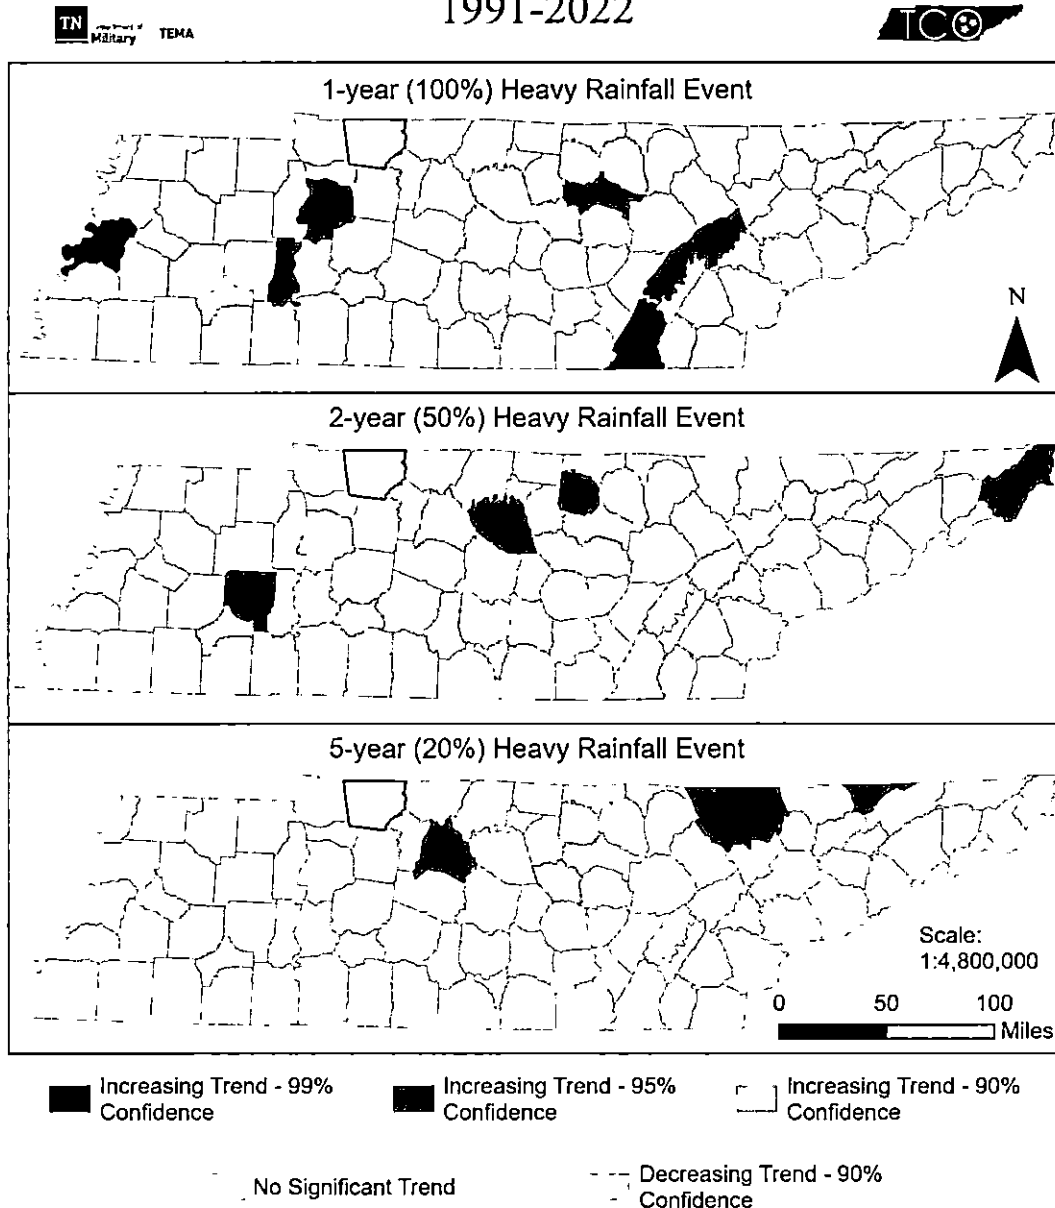 1991-2022
TN
Military TEMA
TCO
1-year (100%) Heavy Rainfall Event
N
2-year (50%) Heavy Rainfall Event
5-year (20%) Heavy Rainfall Event
Scale:
1:4,800,000
0 50 100
Miles
Increasing Trend - 99%
Confidence
Increasing Trend - 95%
Confidence
Increasing Trend - 90%
Confidence
No Significant Trend
Decreasing Trend - 90%
Confidence